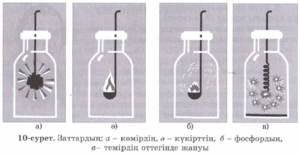 а) ә) б) в)
10-сурет. Заттардың: а – көмірдің, ә – күкірттің, б – фосфордың,
в– темірдің оттегінде жануы